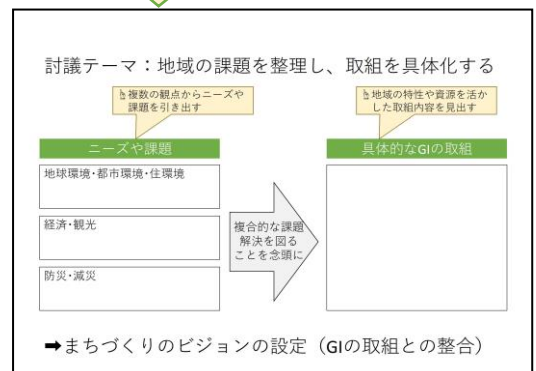 討議テーマ：地域の課題を整理し、取組を具体化する
複数の観点からニーズや
課題を引き出す
地域の特性や資源を活か
した取組内容を見出す
ニーズや課題
具体的なGIの取組
地球環境・都市環境・住環境
経済・観光
防災・減災
複合的な課題
解決を図る
ことを念頭に
➡まちづくりのビジョンの設定（GIの取組との整合）